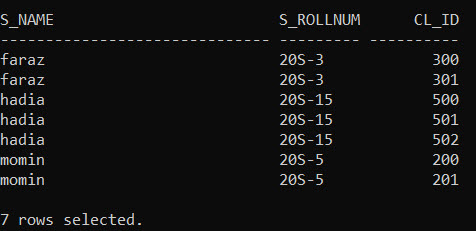 S_NAME                         S_ROLLNUM      CL_ID
------------------------------ --------- ----------
faraz                          20S-3            300
faraz                          20S-3            301
hadia                          20S-15           500
hadia                          20S-15           501
hadia                          20S-15           502
momin                          20S-5            200
momin                          20S-5            201
7 rows selected.